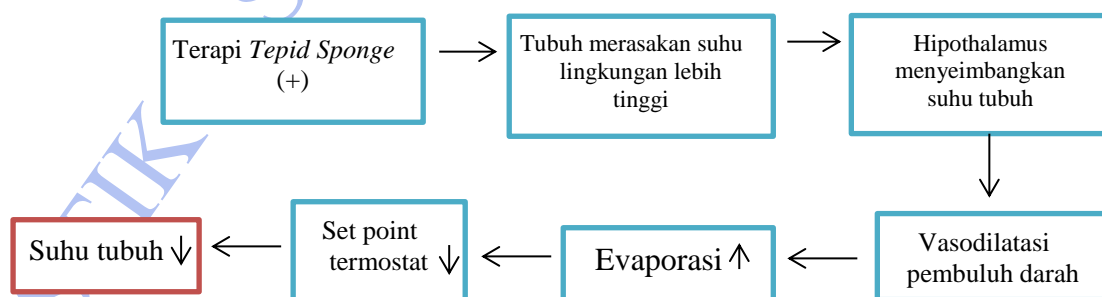 Terapi Tepid Sponge
(+)
Tubuh merasakan suhu
lingkungan lebih
tinggi
Hipothalamus
menyeimbangkan
suhu tubuh
Vasodilatasi
pembuluh darah
Evaporasi ↑
Set point
termostat ↓
Suhu tubuh ↓